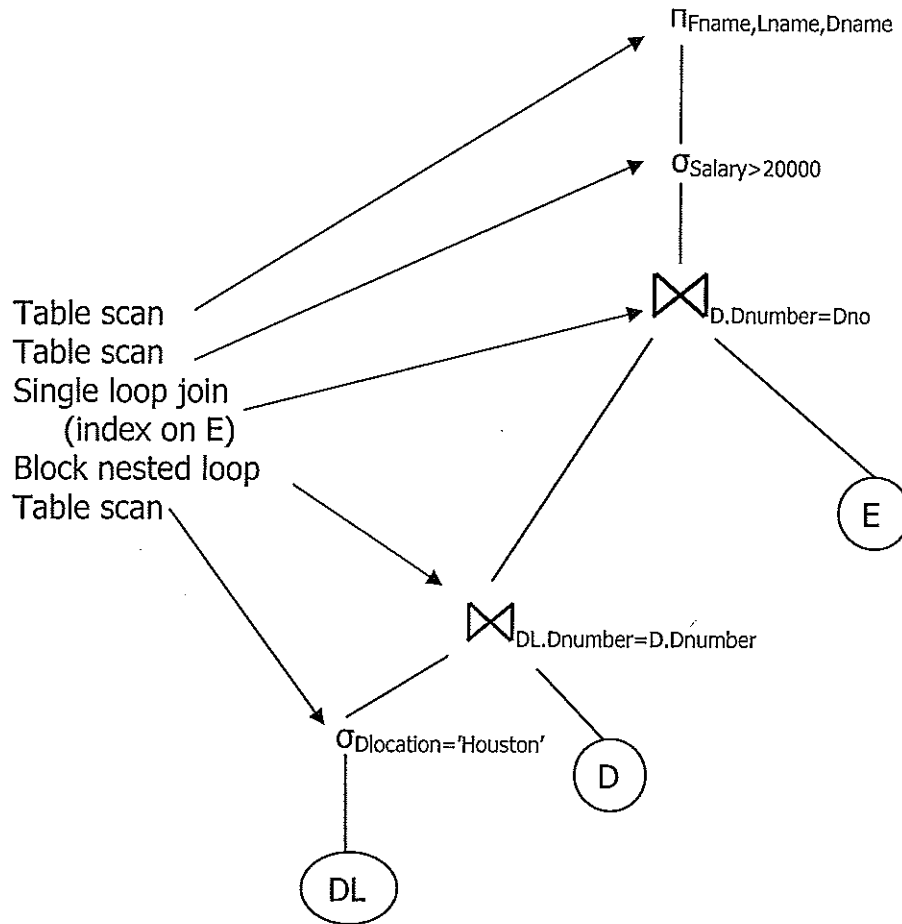 πFname,Lname,Dname
σSalary>20000
D.Dnumber=Dno
Table scan
Table scan
Single loop join
(index on E)
Block nested loop
Table scan
E
DL.Dnumber=D.Dnumber
σDlocation='Houston'
D
DL